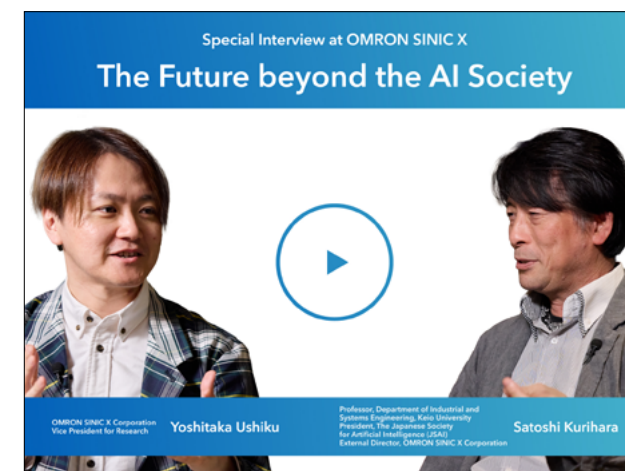 Special Interview at OMRON SINIC X
The Future beyond the AI Society
OMRON SINIC X Corporation
Vice President for Research
Yoshitaka Ushiku
Professor, Department of Industrial and
Systems Engineering, Keio University
President, The Japanese Society
for Artificial Intelligence (JSAI)
External Director, OMRON SINIC X Corporation
Satoshi Kurihara